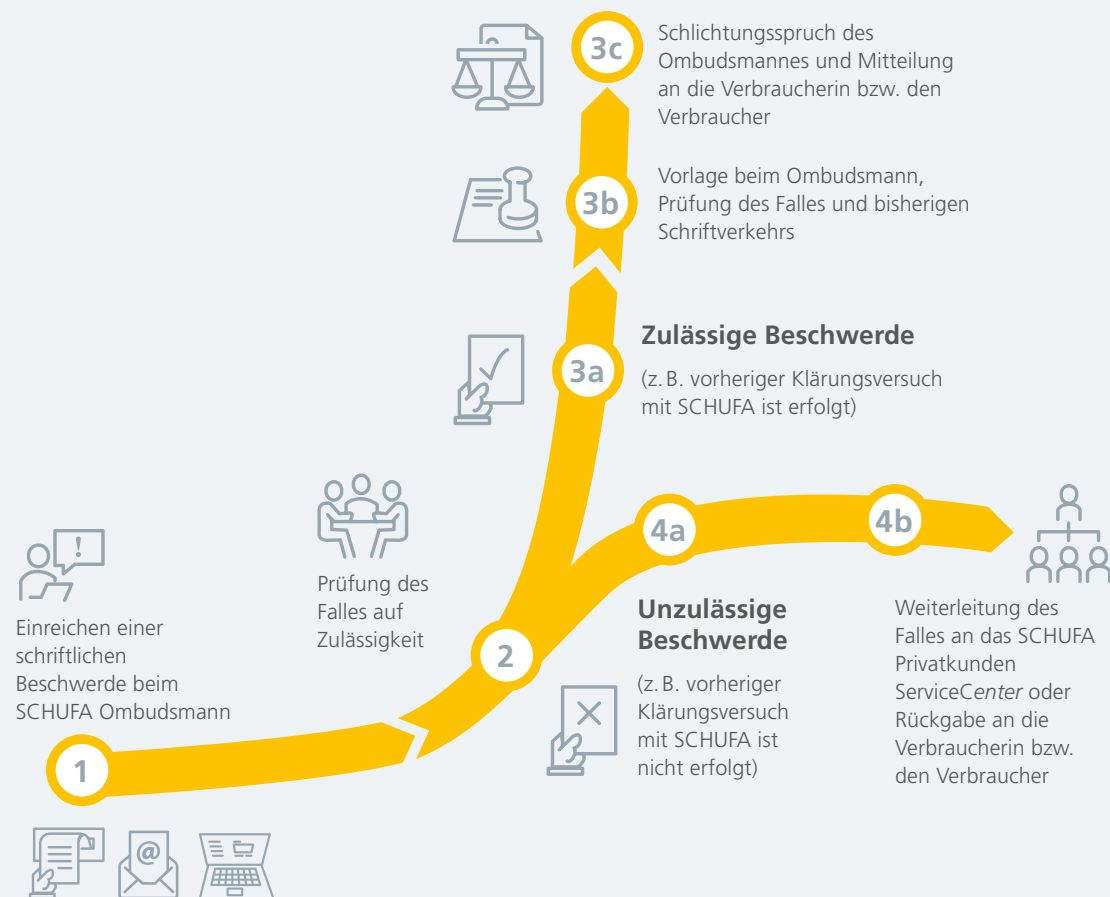 3c
Schlichtungsspruch des
Ombudsmannes und Mitteilung
an die Verbraucherin bzw. den
Verbraucher
3b
Vorlage beim Ombudsmann,
Prüfung des Falles und bisherigen
Schriftverkehrs
3a
Zulässige Beschwerde
(z. B. vorheriger Klärungsversuch
mit SCHUFA ist erfolgt)
!
Einreichen einer
schriftlichen
Beschwerde beim
SCHUFA Ombudsmann
1
@
Prüfung des
Falles auf
Zulässigkeit
2
4a
Unzulässige
Beschwerde
(z. B. vorheriger
Klärungsversuch
mit SCHUFA ist
nicht erfolgt)
4b
Weiterleitung des
Falles an das SCHUFA
Privatkunden
ServiceCenter oder
Rückgabe an die
Verbraucherin bzw.
den Verbraucher